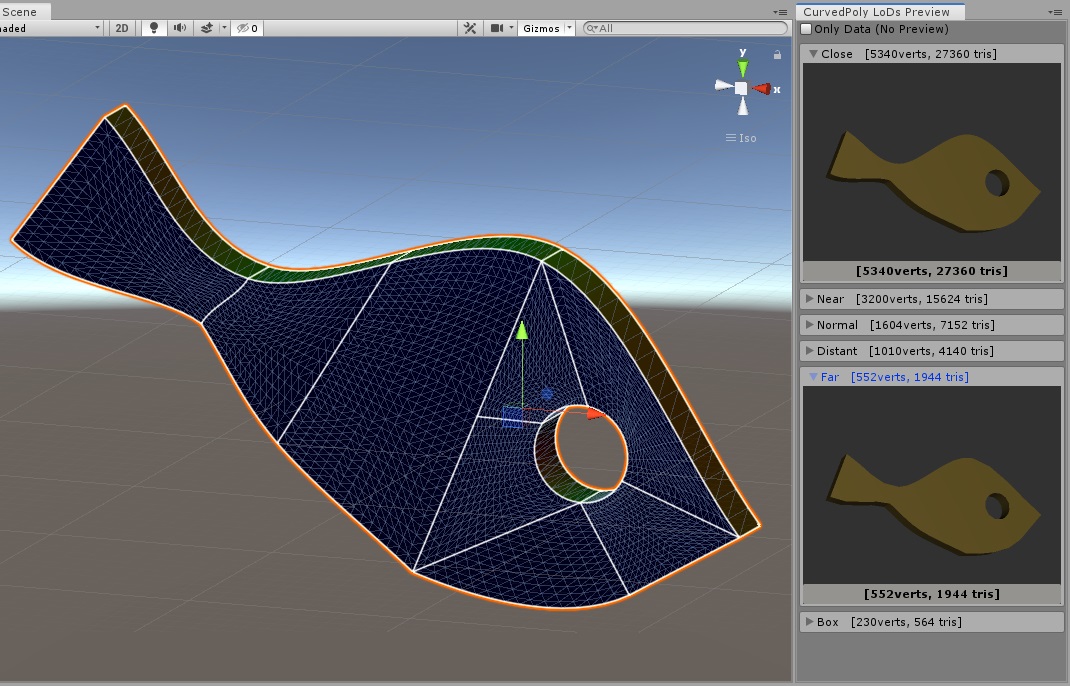 Scene
aded
2D
0
Gizmos
All
y
x
Iso
CurvedPoly LoDs Preview
Only Data (No Preview)
Close [5340verts, 27360 tris]
[5340verts, 27360 tris]
Near [3200verts, 15624 tris]
Normal [1604verts, 7152 tris]
Distant [1010verts, 4140 tris]
Far [552verts, 1944 tris]
[552verts, 1944 tris]
Box [230verts, 564 tris]